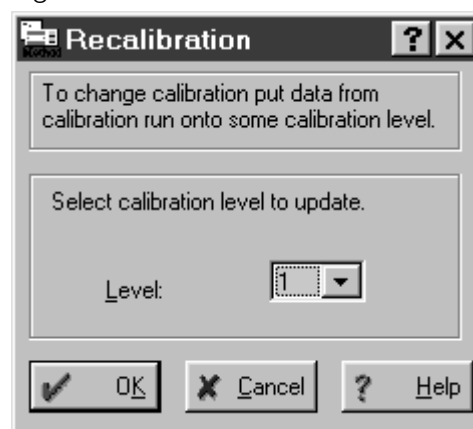 Recalibration
To change calibration put data from
calibration run onto some calibration level.
Select calibration level to update.
Level: 1
OK Cancel Help